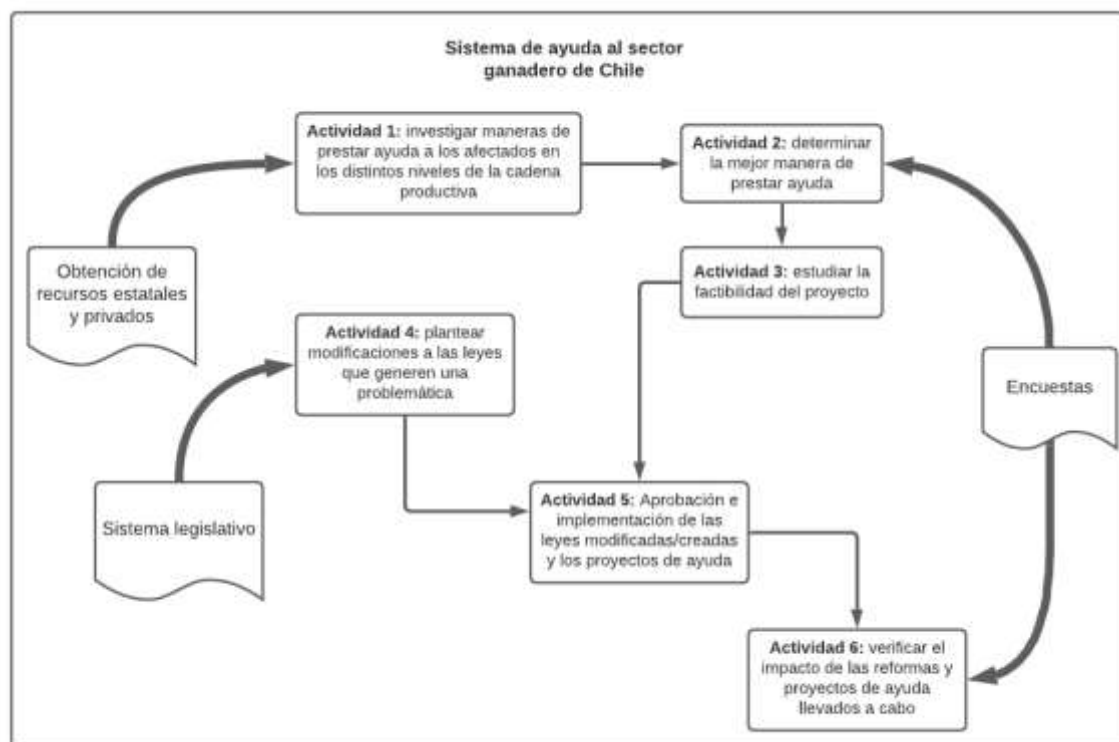 Sistema de ayuda al sector
ganadero de Chile
Actividad 1: investigar maneras de
prestar ayuda a los afectados en
los distintos niveles de la cadena
productiva
Actividad 2: determinar
la mejor manera de
prestar ayuda
Obtención de
recursos estatales
y privados
Actividad 3: estudiar la
factibilidad del proyecto
Actividad 4: plantear
modificaciones a las leyes
que generen una
problemática
Encuestas
Sistema legislativo
Actividad 5: Aprobación e
implementación de las
leyes modificadas/creadas
y los proyectos de ayuda
Actividad 6: verificar el
impacto de las reformas y
proyectos de ayuda
llevados a cabo